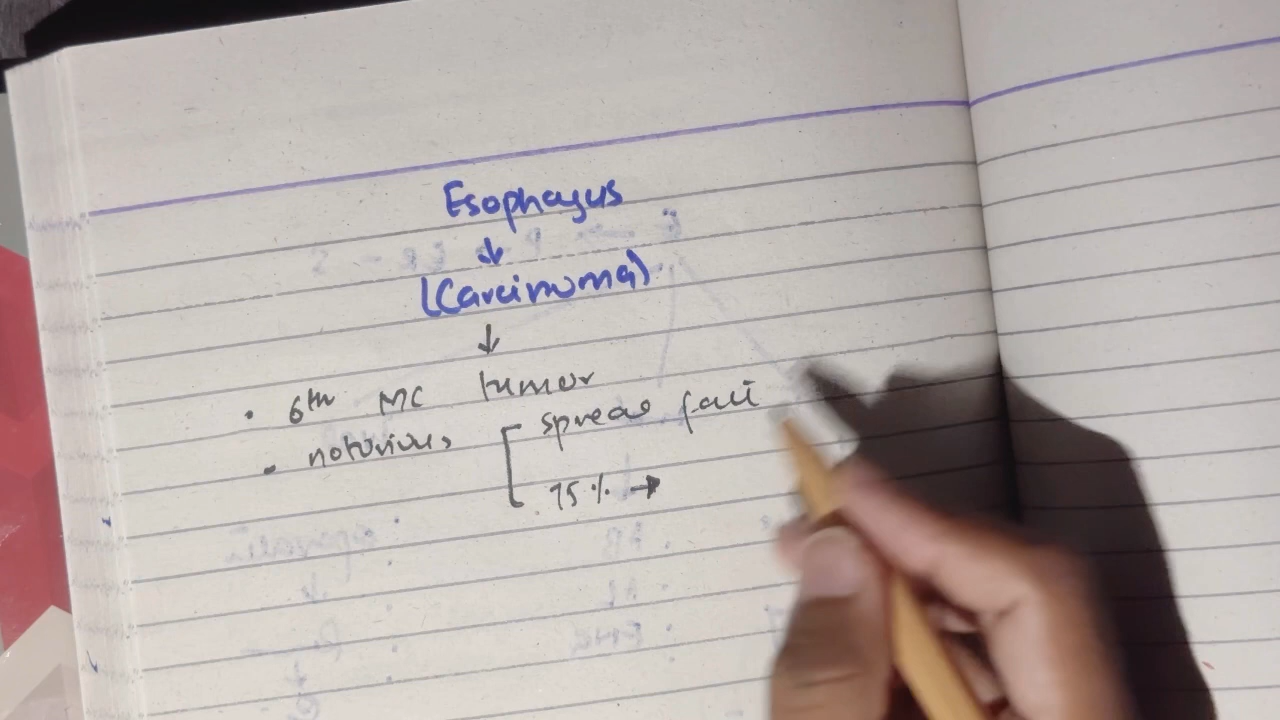 Esophagus
↓
(Carcinoma)
↓
• 6th MC tumor
• notorious [ spread fast
75% →